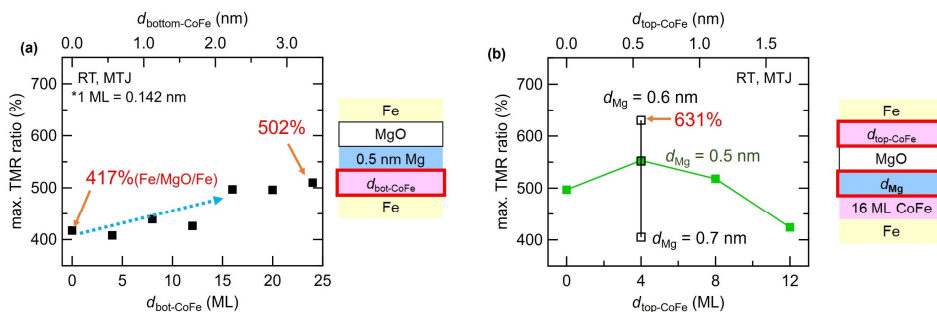 d_bottom-CoFe (nm)
0.0 1.0 2.0 3.0
(a)
RT, MTJ
*1 ML = 0.142 nm
502%
417%(Fe/MgO/Fe)
700
600
500
400
max. TMR ratio (%)
0 5 10 15 20 25
d_bot-CoFe (ML)
Fe
MgO
0.5 nm Mg
d_bot-CoFe
Fe
d_top-CoFe (nm)
0.0 0.5 1.0 1.5
(b)
RT, MTJ
d_Mg = 0.6 nm
631%
d_Mg = 0.5 nm
d_Mg = 0.7 nm
700
600
500
400
max. TMR ratio (%)
0 4 8 12
d_top-CoFe (ML)
Fe
d_top-CoFe
MgO
d_Mg
16 ML CoFe
Fe